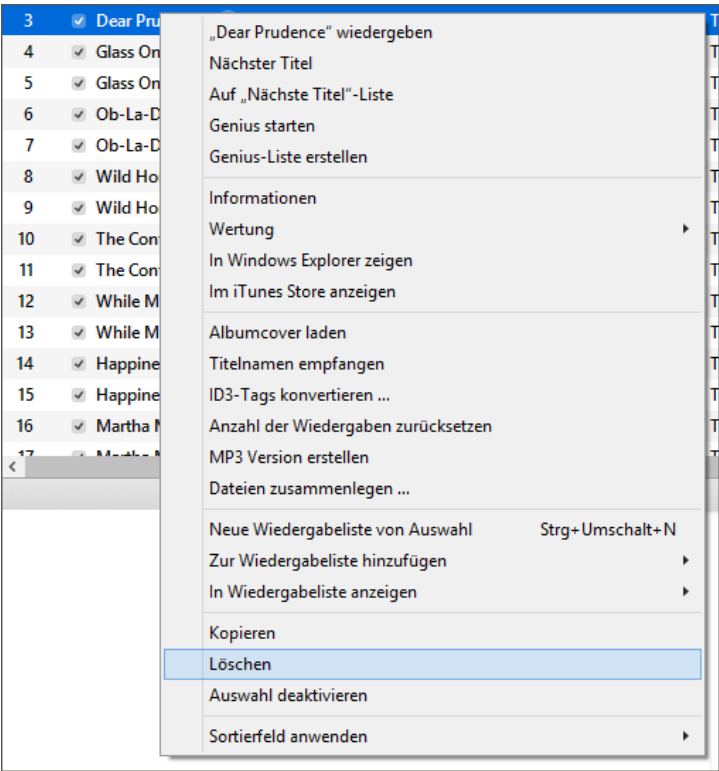 3 Dear Pru
4 Glass On
5 Glass On
6 Ob-La-D
7 Ob-La-D
8 Wild Ho
9 Wild Ho
10 The Con
11 The Con
12 While M
13 While M
14 Happine
15 Happine
16 Martha M
17 Martha M
„Dear Prudence“ wiedergeben
Nächster Titel
Auf „Nächste Titel“-Liste
Genius starten
Genius-Liste erstellen
Informationen
Wertung
In Windows Explorer zeigen
Im iTunes Store anzeigen
Albumcover laden
Titelnamen empfangen
ID3-Tags konvertieren ...
Anzahl der Wiedergaben zurücksetzen
MP3 Version erstellen
Dateien zusammenlegen ...
Neue Wiedergabeliste von Auswahl Strg+Umschalt+N
Zur Wiedergabeliste hinzufügen
In Wiedergabeliste anzeigen
Kopieren
Löschen
Auswahl deaktivieren
Sortierfeld anwenden